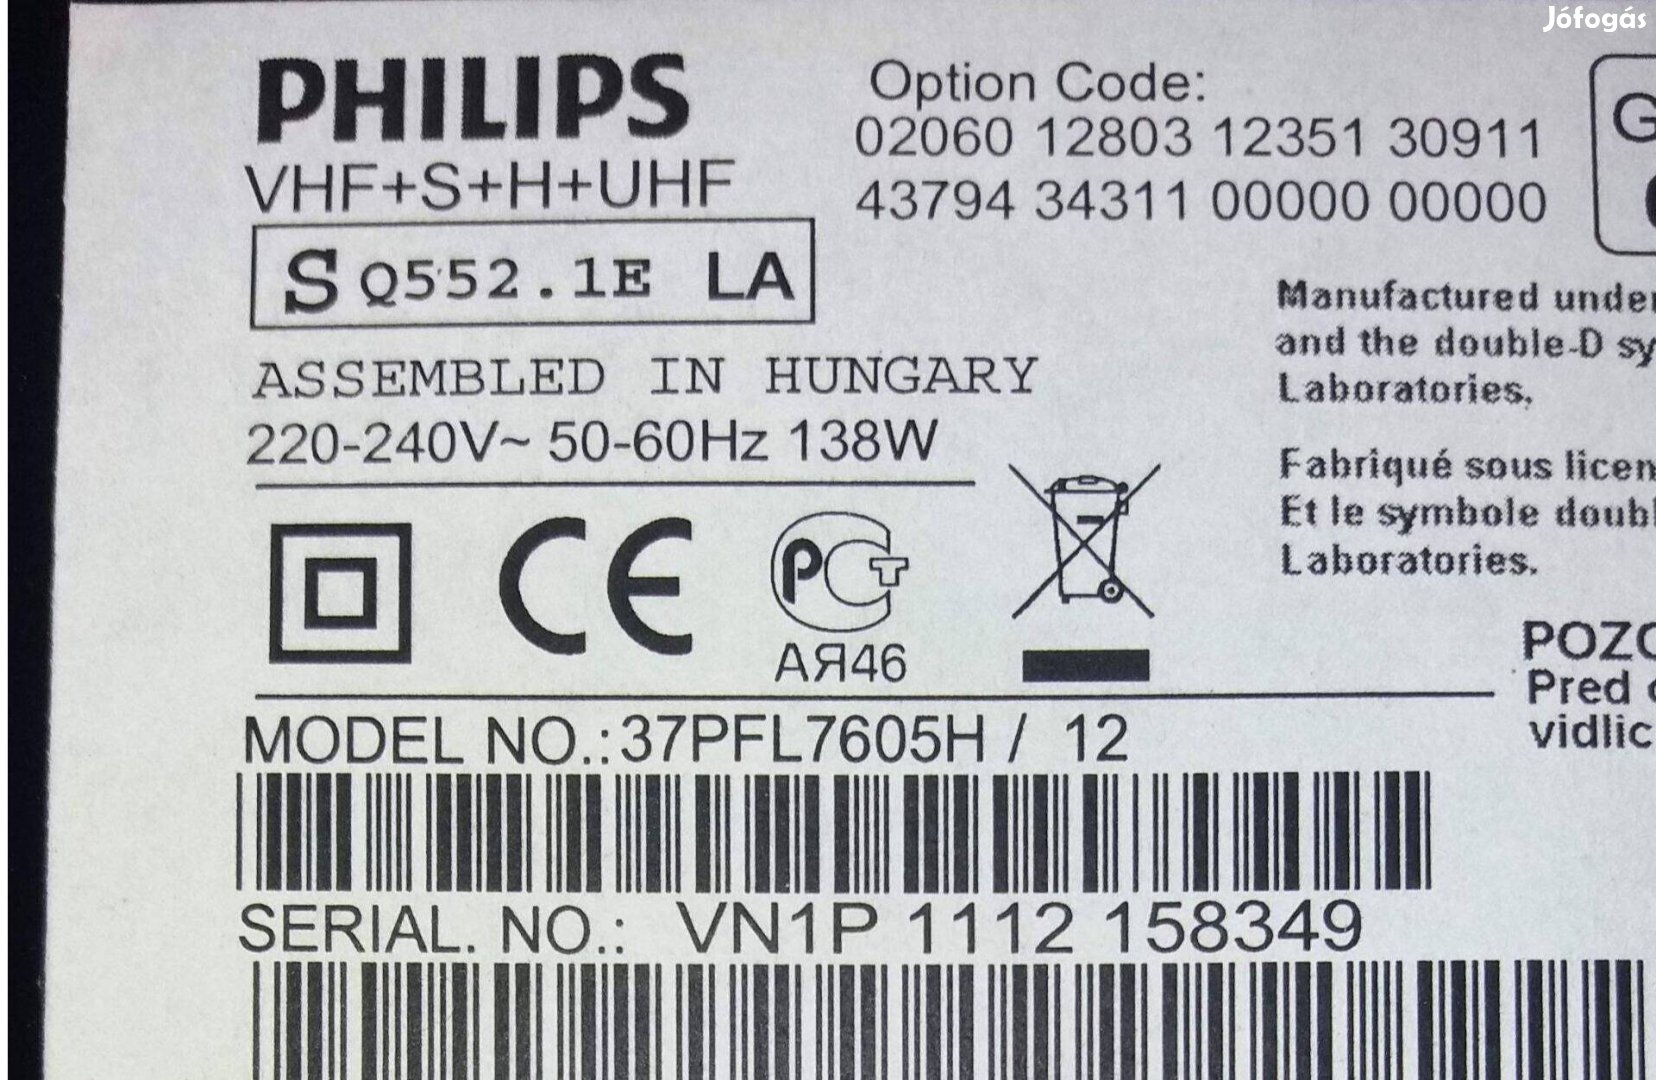 Jófogás
PHILIPS
VHF+S+H+UHF
S Q552.1E LA
ASSEMBLED IN HUNGARY
220-240V~ 50-60Hz 138W
Option Code:
02060 12803 12351 30911
43794 34311 00000 00000
G
Manufactured under
and the double-D sy
Laboratories.
Fabriqué sous licen
Et le symbole doubl
Laboratories.
CE
PCT
АЯ46
POZO
Pred
vidlic
MODEL NO.:37PFL7605H / 12
SERIAL. NO.: VN1P 1112 158349